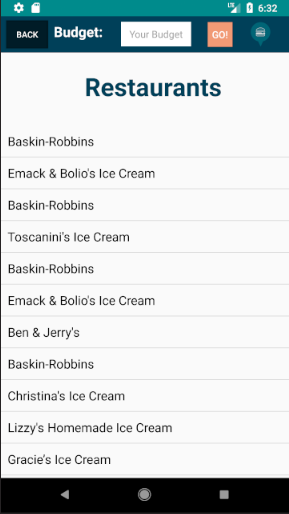 LTE 6:32
BACK Budget: Your Budget GO!
Restaurants
Baskin-Robbins
Emack & Bolio's Ice Cream
Baskin-Robbins
Toscanini's Ice Cream
Baskin-Robbins
Emack & Bolio's Ice Cream
Ben & Jerry's
Baskin-Robbins
Christina's Ice Cream
Lizzy's Homemade Ice Cream
Gracie's Ice Cream